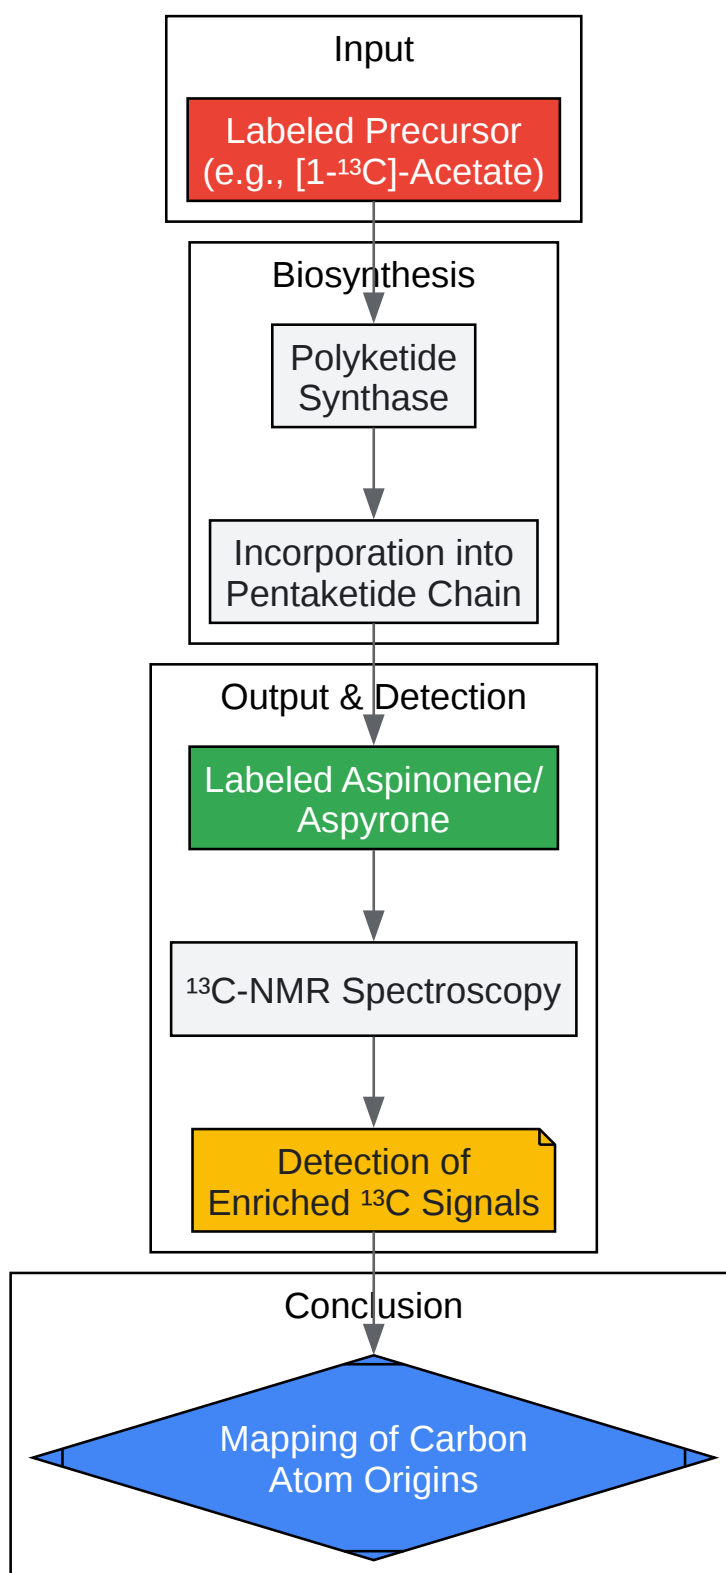 Input
Labeled Precursor
(e.g., [1-¹³C]-Acetate)
Biosynthesis
Polyketide
Synthase
Incorporation into
Pentaketide Chain
Output & Detection
Labeled Aspinonene/
Aspyrone
¹³C-NMR Spectroscopy
Detection of
Enriched ¹³C Signals
Conclusion
Mapping of Carbon
Atom Origins